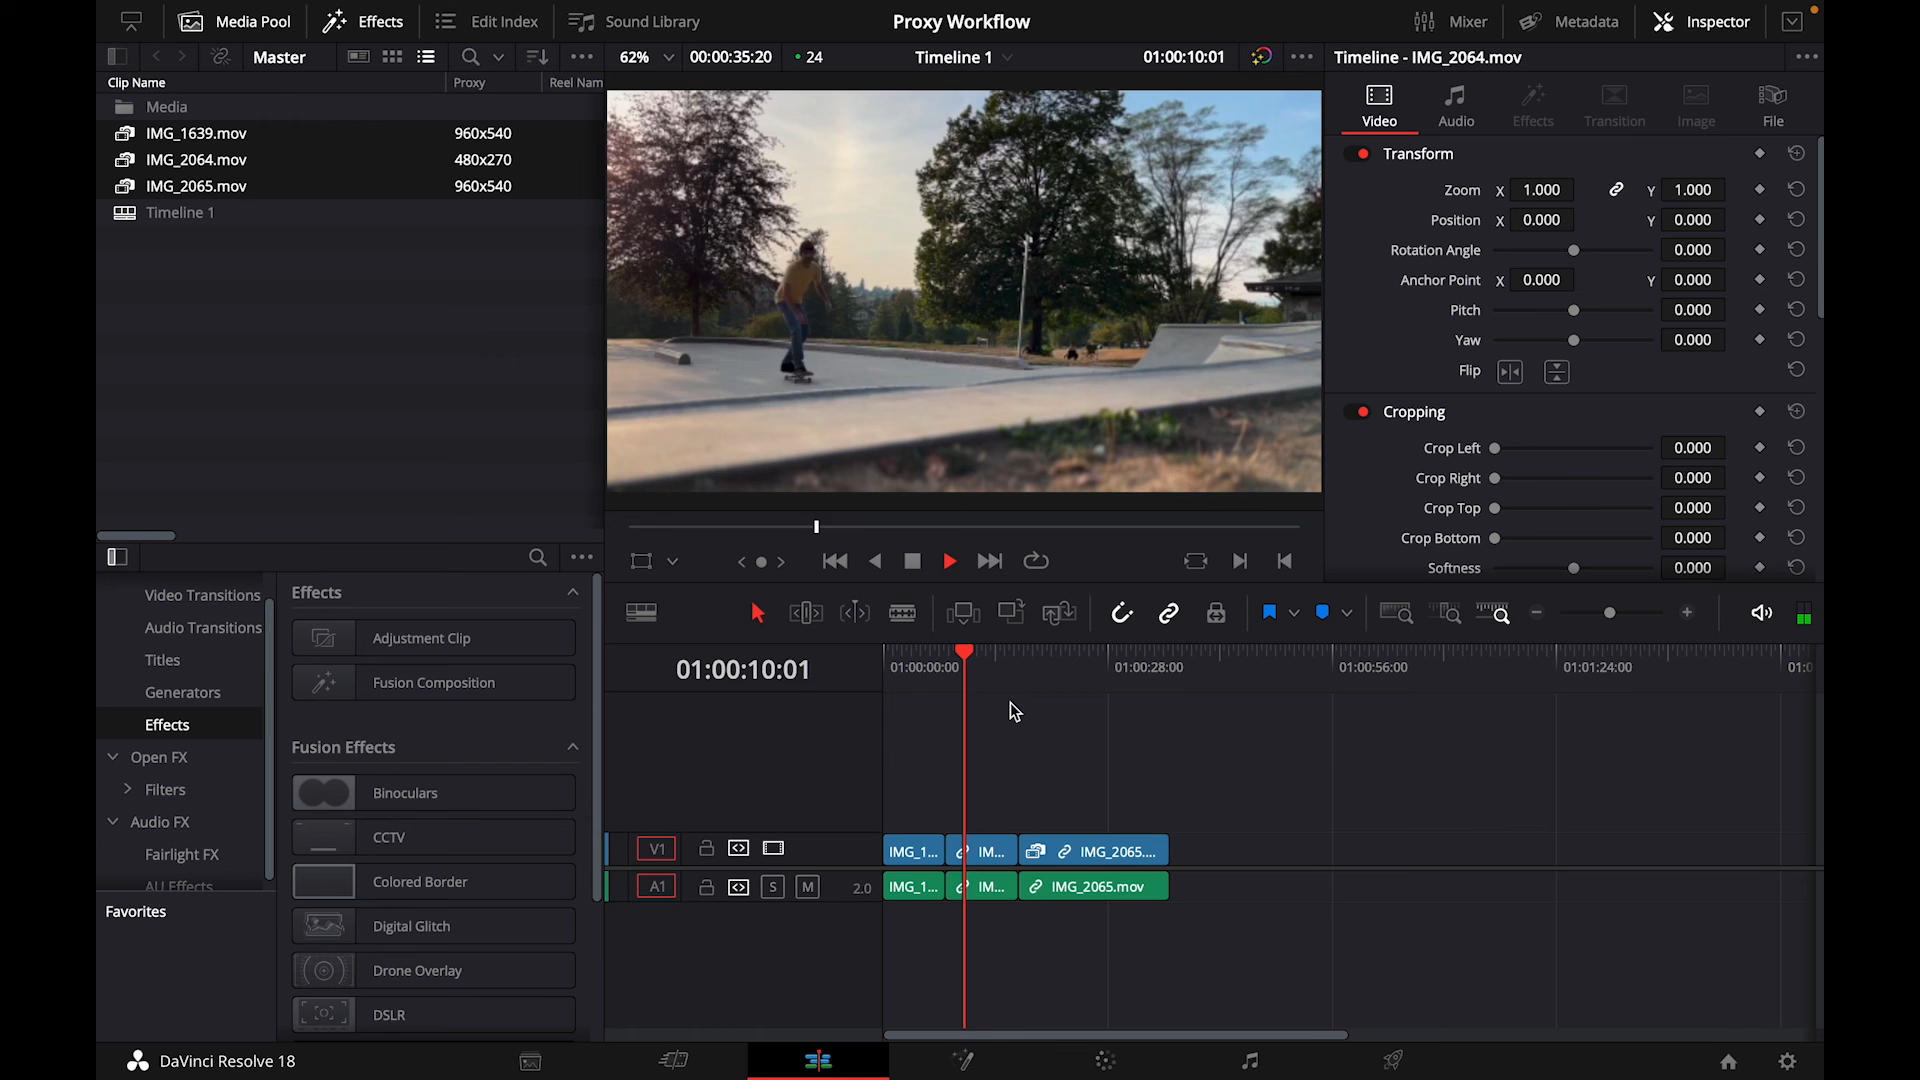 Media Pool
Effects
Edit Index
Sound Library
Proxy Workflow
Mixer
Metadata
Inspector
Master
62%
00:00:35:20
24
Timeline 1
01:00:10:01
Timeline - IMG_2064.mov
Clip Name
Proxy
Reel Nam
Media
IMG_1639.mov 960x540
IMG_2064.mov 480x270
IMG_2065.mov 960x540
Timeline 1
Video
Audio
Effects
Transition
Image
File
Transform
Zoom X 1.000 Y 1.000
Position X 0.000 Y 0.000
Rotation Angle 0.000
Anchor Point X 0.000 Y 0.000
Pitch 0.000
Yaw 0.000
Flip
Cropping
Crop Left 0.000
Crop Right 0.000
Crop Top 0.000
Crop Bottom 0.000
Softness 0.000
Video Transitions
Audio Transitions
Titles
Generators
Effects
Open FX
Filters
Audio FX
Fairlight FX
AU Effects
Favorites
Effects
Adjustment Clip
Fusion Composition
Fusion Effects
Binoculars
CCTV
Colored Border
Digital Glitch
Drone Overlay
DSLR
01:00:10:01
01:00:00:00
01:00:28:00
01:00:56:00
01:01:24:00
01:0
V1
IMG_1...
IM...
IMG_2065....
A1
S
M
2.0
IMG_1...
IM...
IMG_2065.mov
DaVinci Resolve 18